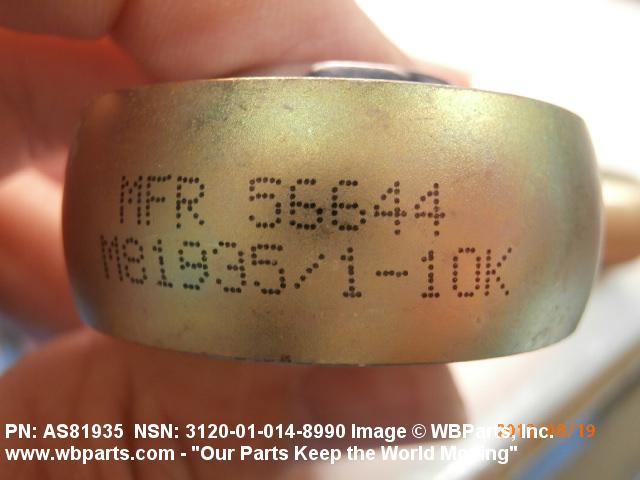 MFR 56644
M81935/1-10K
PN: AS81935 NSN: 3120-01-014-8990 Image © WBParts, Inc.
www.wbparts.com - "Our Parts Keep the World Moving"